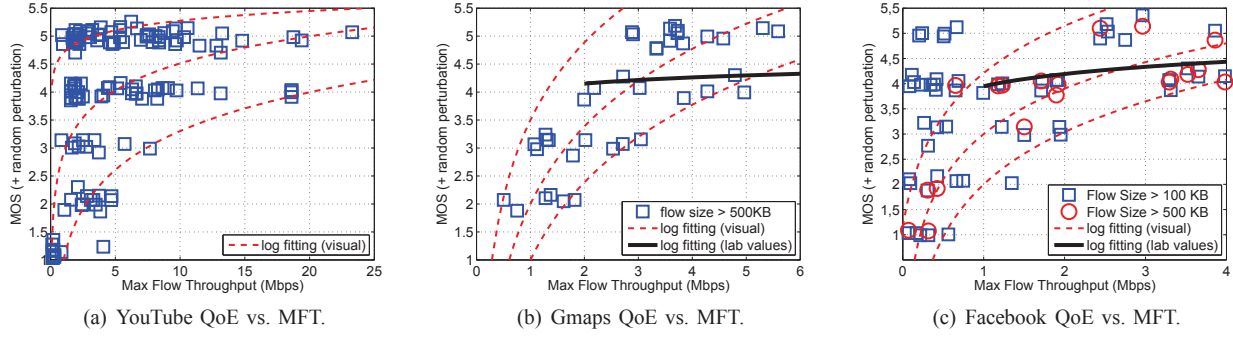 5.5
5
4.5
4
3.5
3
2.5
2
1.5
1
0 5 10 15 20 25
MOS (+ random perturbation)
Max Flow Throughput (Mbps)
log fitting (visual)
(a) YouTube QoE vs. MFT.
5.5
5
4.5
4
3.5
3
2.5
2
1.5
1
0 1 2 3 4 5 6
MOS (+ random perturbation)
Max Flow Throughput (Mbps)
flow size > 500KB
log fitting (visual)
log fitting (lab values)
(b) Gmaps QoE vs. MFT.
5.5
5
4.5
4
3.5
3
2.5
2
1.5
1
0.5
0 1 2 3 4
MOS (+ random perturbation)
Max Flow Throughput (Mbps)
Flow Size > 100 KB
Flow Size > 500 KB
log fitting (visual)
log fitting (lab values)
(c) Facebook QoE vs. MFT.